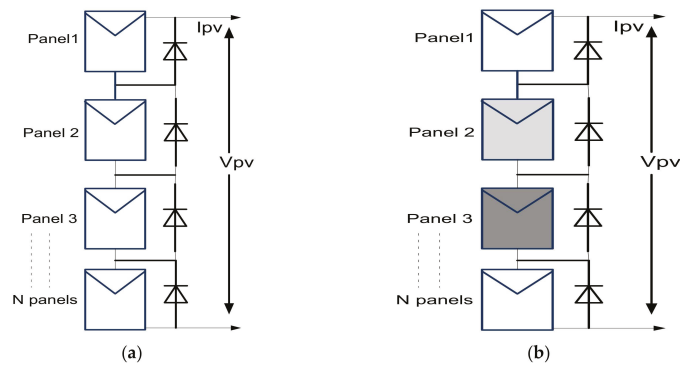 Panel1
Ipv
Panel 2
Vpv
Panel 3
N panels
(a)
Panel1
Ipv
Panel 2
Vpv
Panel 3
N panels
(b)